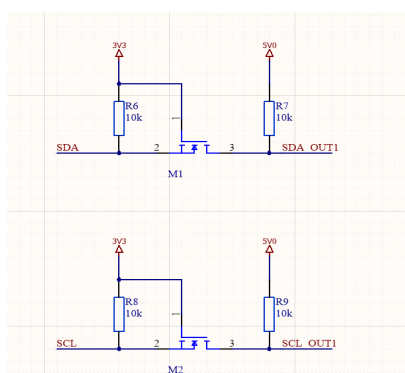 3V3 5V0
R6 R7
10k 10k
1
SDA 2 3 SDA_OUT1
M1
3V3 5V0
R8 R9
10k 10k
1
SCL 2 3 SCL_OUT1
M2